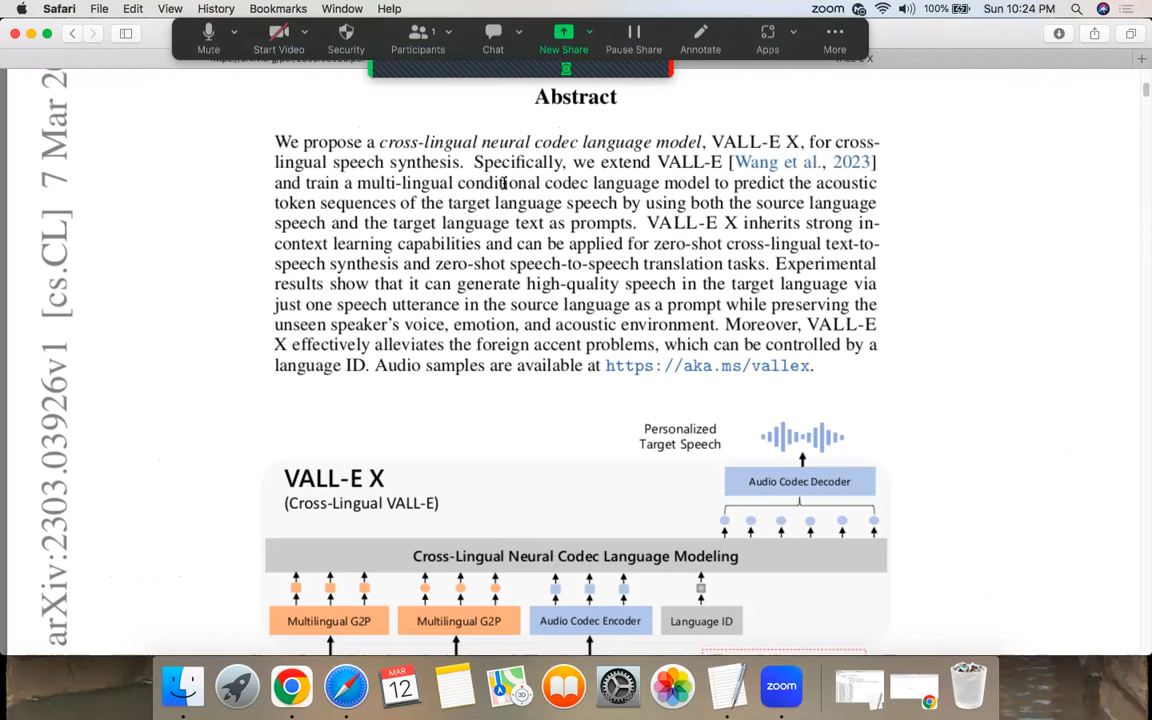 Safari File Edit View History Bookmarks Window Help
zoom 100% Sun 10:24 PM
Mute Start Video Security Participants 1 Chat New Share Pause Share Annotate Apps More
VALL-E X
Abstract
We propose a cross-lingual neural codec language model, VALL-E X, for cross-
lingual speech synthesis. Specifically, we extend VALL-E [Wang et al., 2023]
and train a multi-lingual conditional codec language model to predict the acoustic
token sequences of the target language speech by using both the source language
speech and the target language text as prompts. VALL-E X inherits strong in-
context learning capabilities and can be applied for zero-shot cross-lingual text-to-
speech synthesis and zero-shot speech-to-speech translation tasks. Experimental
results show that it can generate high-quality speech in the target language via
just one speech utterance in the source language as a prompt while preserving the
unseen speaker's voice, emotion, and acoustic environment. Moreover, VALL-E
X effectively alleviates the foreign accent problems, which can be controlled by a
language ID. Audio samples are available at https://aka.ms/vallex.
arXiv:2303.03926v1 [cs.CL] 7 Mar 2
Personalized
Target Speech
VALL-E X
(Cross-Lingual VALL-E)
Audio Codec Decoder
Cross-Lingual Neural Codec Language Modeling
Multilingual G2P Multilingual G2P Audio Codec Encoder Language ID
MAR
12
zoom